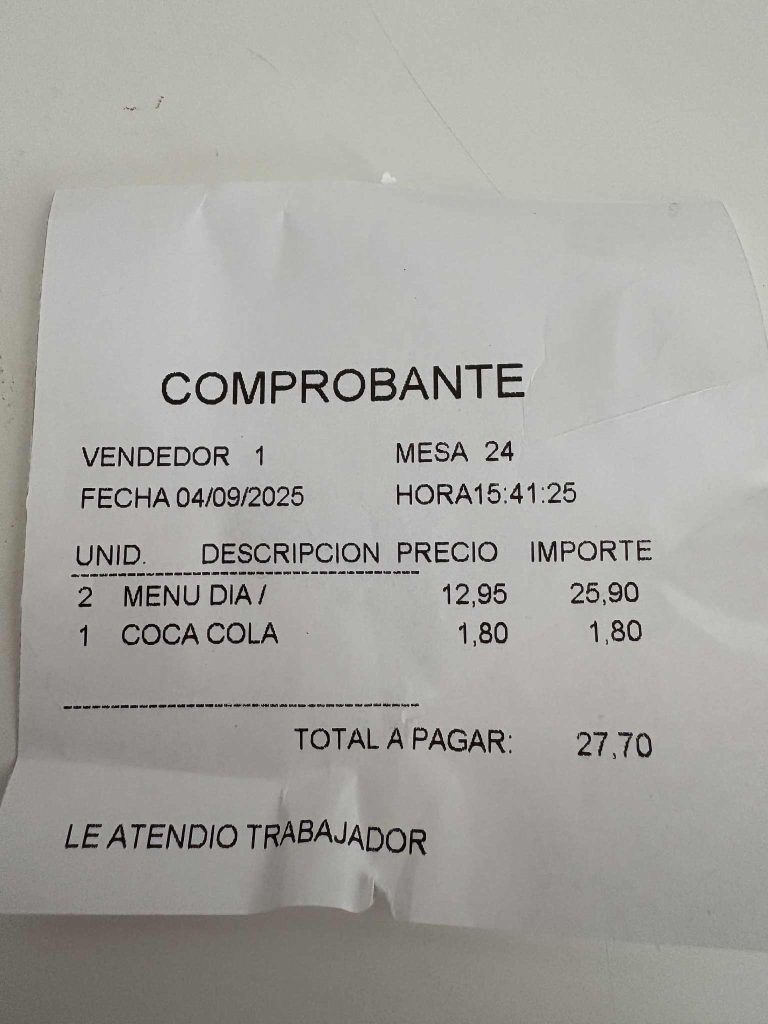 COMPROBANTE
VENDEDOR 1 MESA 24
FECHA 04/09/2025 HORA15:41:25
UNID. DESCRIPCION PRECIO IMPORTE
2 MENU DIA / 12,95 25,90
1 COCA COLA 1,80 1,80
TOTAL A PAGAR: 27,70
LE ATENDIO TRABAJADOR